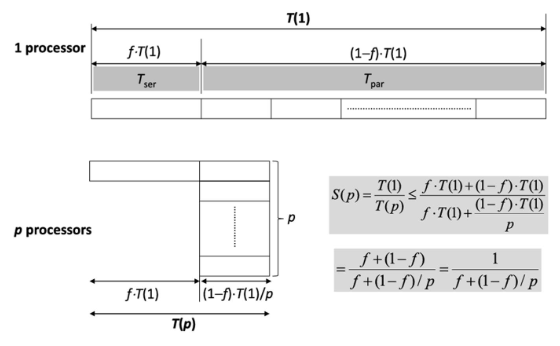 T(1)
1 processor
f·T(1)
(1−f)·T(1)
T_ser
T_par
p
p processors
f·T(1)
(1−f)·T(1)/p
T(p)
S(p) = T(1) / T(p) ≤ (f·T(1)+(1−f)·T(1)) / (f·T(1)+ (1−f)·T(1) / p)
= (f+(1−f)) / (f+(1−f)/p) = 1 / (f+(1−f)/p)